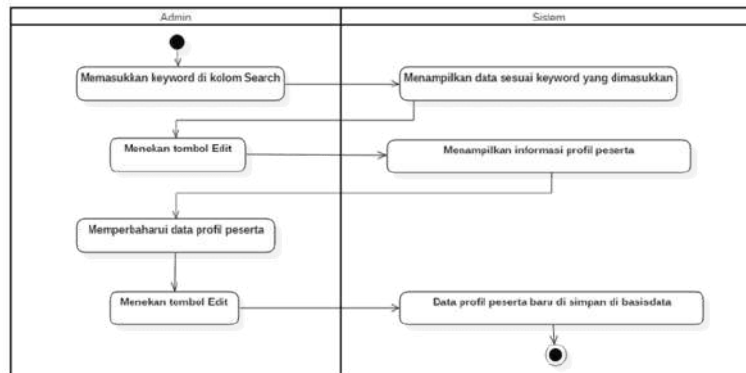 Admin
Sistem
Memasukkan keyword di kolom Search
Menampilkan data sesuai keyword yang dimasukkan
Menekan tombol Edit
Menampilkan informasi profil peserta
Memperbaharui data profil peserta
Menekan tombol Edit
Data profil peserta baru di simpan di basisdata